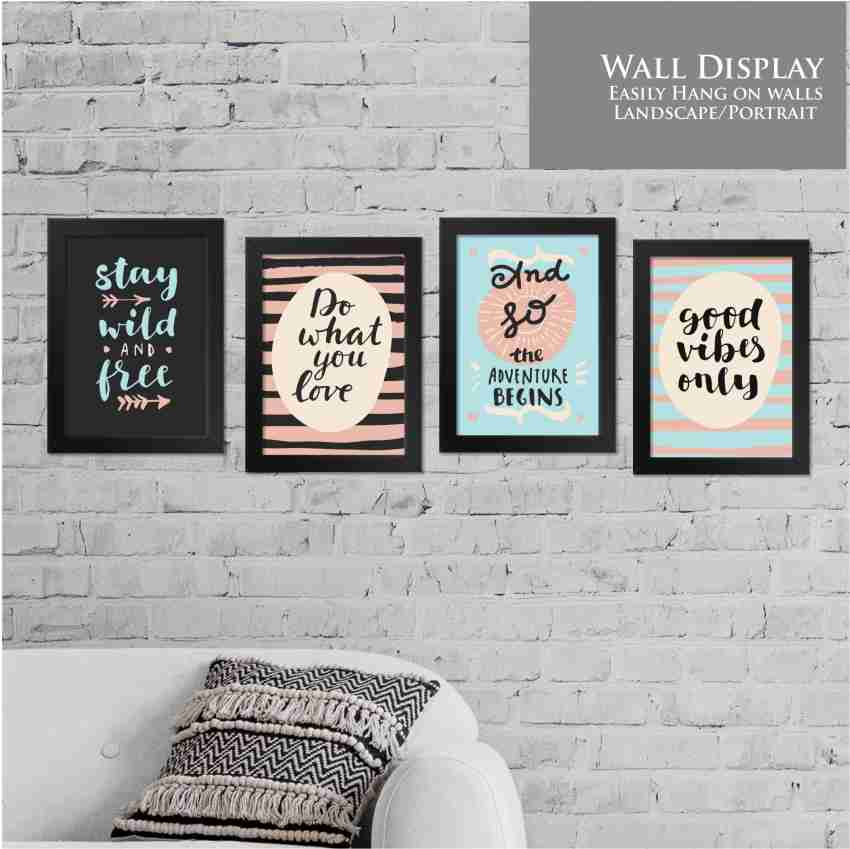 WALL DISPLAY
EASILY HANG ON WALLS
LANDSCAPE/PORTRAIT
stay
wild
AND
free
Do
what
you
love
And
so
the
ADVENTURE
BEGINS
good
vibes
only